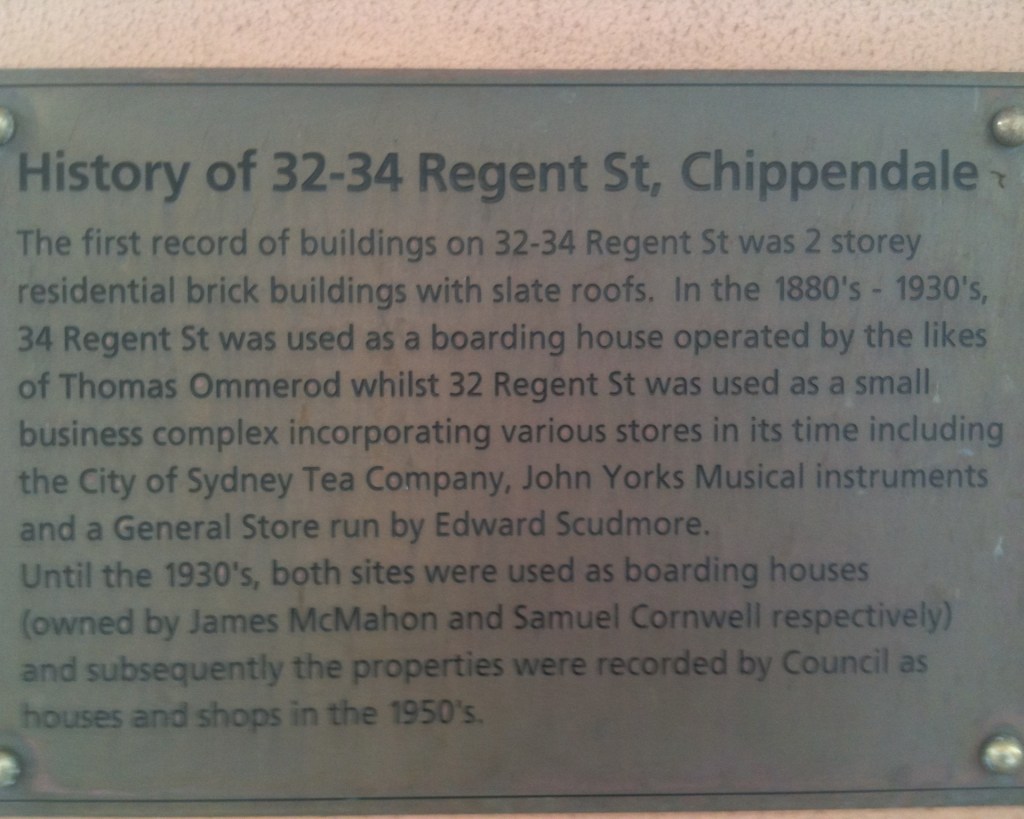 History of 32-34 Regent St, Chippendale
The first record of buildings on 32-34 Regent St was 2 storey
residential brick buildings with slate roofs. In the 1880's - 1930's,
34 Regent St was used as a boarding house operated by the likes
of Thomas Ommerod whilst 32 Regent St was used as a small
business complex incorporating various stores in its time including
the City of Sydney Tea Company, John Yorks Musical instruments
and a General Store run by Edward Scudmore.
Until the 1930's, both sites were used as boarding houses
(owned by James McMahon and Samuel Cornwell respectively)
and subsequently the properties were recorded by Council as
houses and shops in the 1950's.